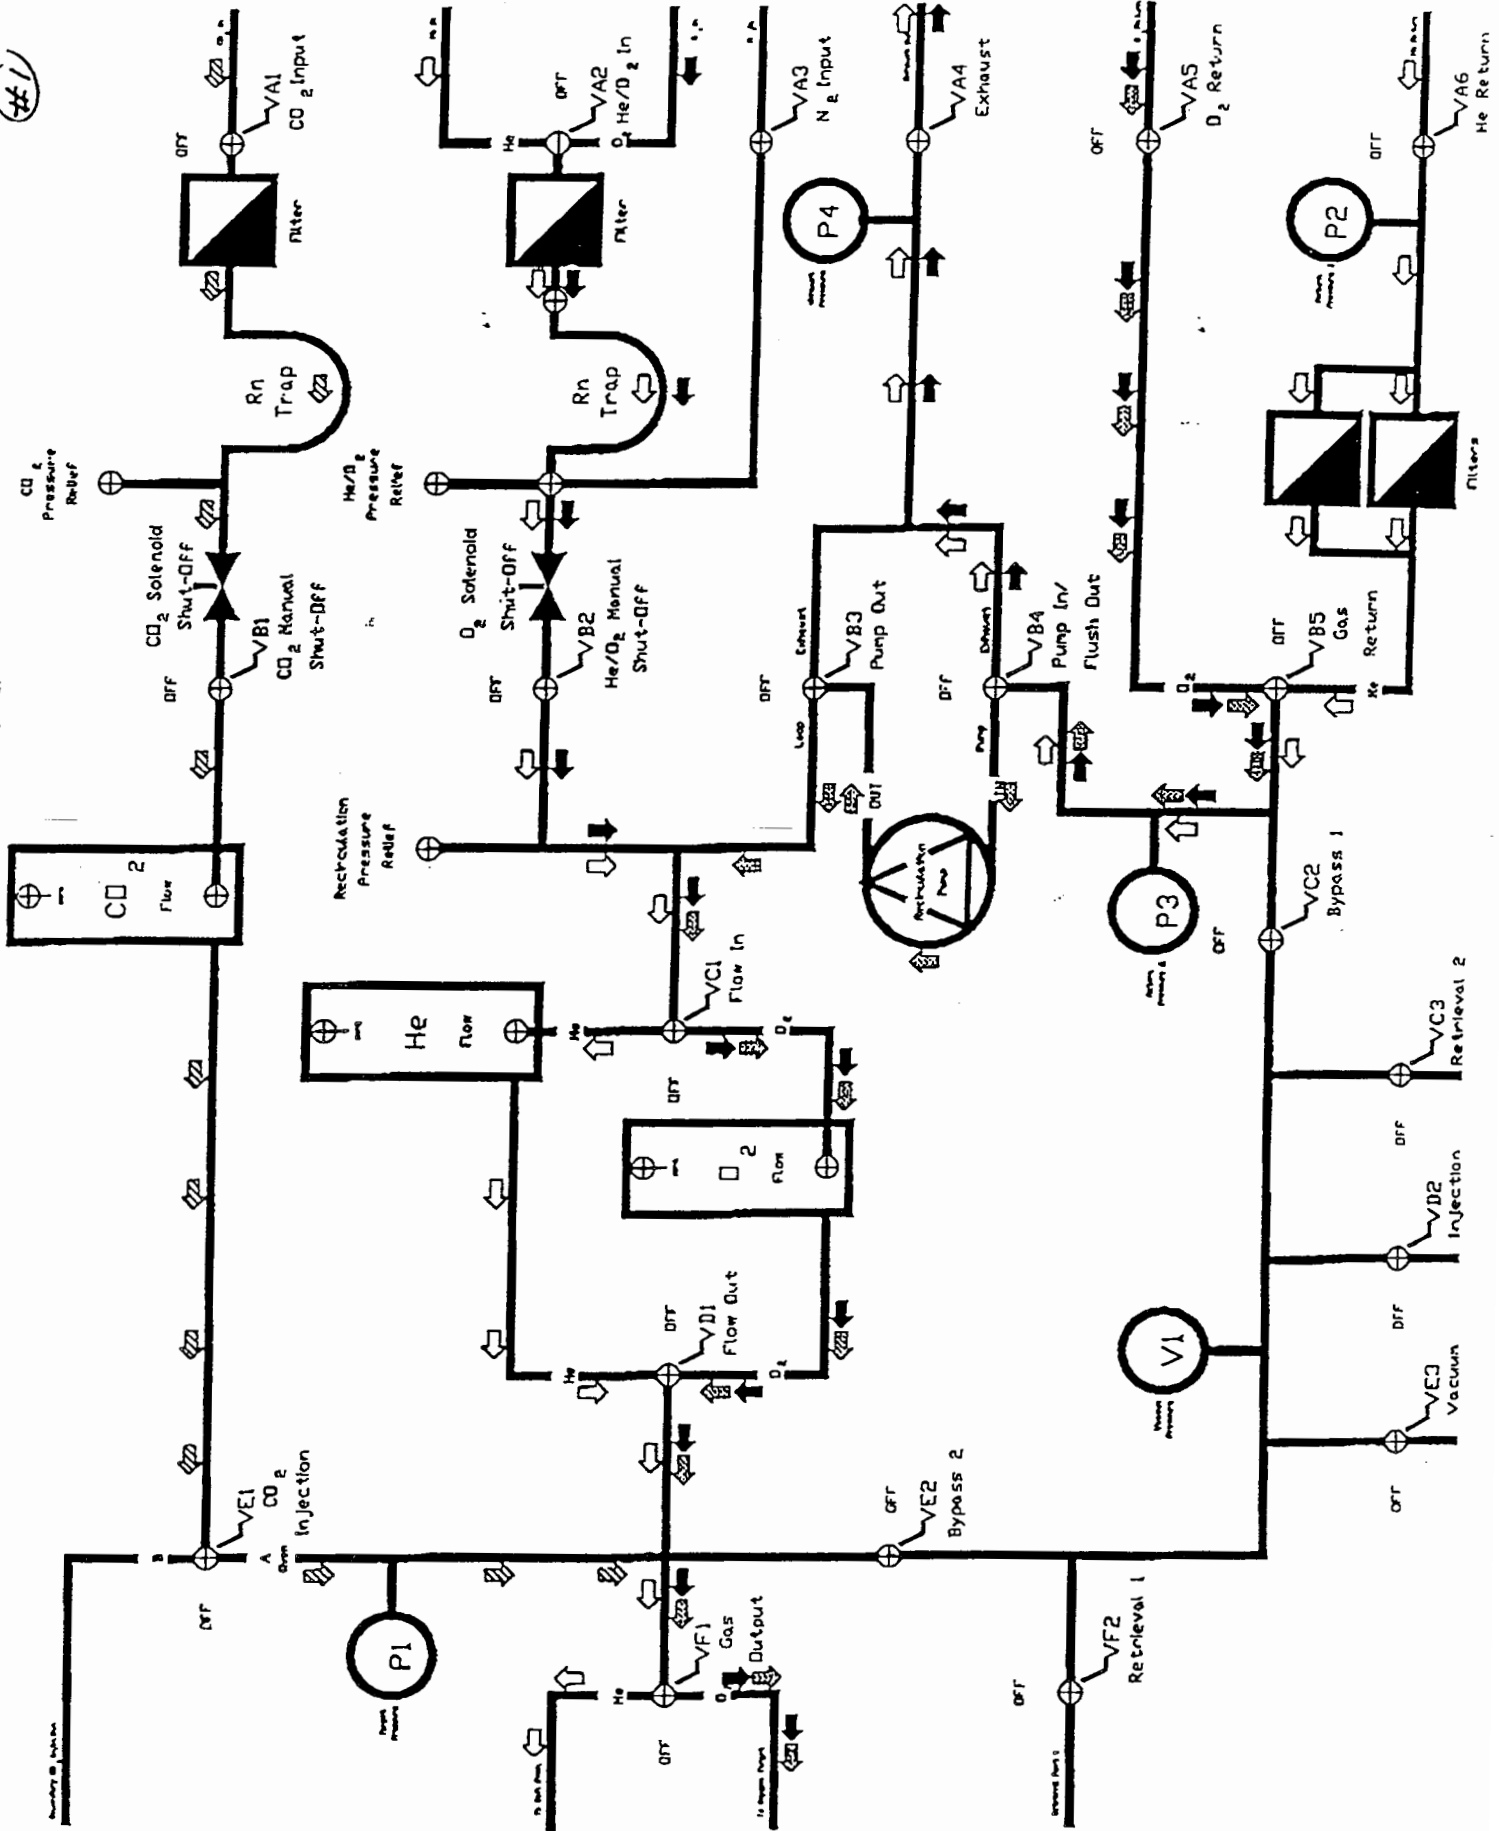 #1
OFF
VA1
CO2 Input
Filter
Rn
Trap
CO2
Pressure
Relief
CO2 Solenoid
Shut-Off
VB1
CO2 Manual
Shut-Off
OFF
CO2
Flow
VE1
CO2
Injection
OFF
B
A
P1
He
O2
OFF
VA2
He/O2 In
Filter
Rn
Trap
He/O2
Pressure
Relief
O2 Solenoid
Shut-Off
VB2
He/O2 Manual
Shut-Off
OFF
Recirculation
Pressure
Relief
VA3
N2 Input
VA4
Exhaust
P4
Exhaust
Loop
OFF
VB3
Pump Out
Exhaust
Pump
OFF
VB4
Pump In/
Flush Out
OUT
IN
Recirculation
Pump
P3
VC1
Flow In
He
O2
OFF
He
Flow
O2
Flow
He
O2
OFF
VD1
Flow Out
He
O2
OFF
VF1
Gas
Output
OFF
VA5
O2 Return
OFF
VA6
He Return
P2
Filters
O2
He
OFF
VB5
Gas
Return
OFF
VC2
Bypass 1
VC3
Retrieval 2
OFF
VD2
Injection
OFF
VE3
Vacuum
OFF
V1
OFF
VE2
Bypass 2
OFF
VF2
Retrieval 1